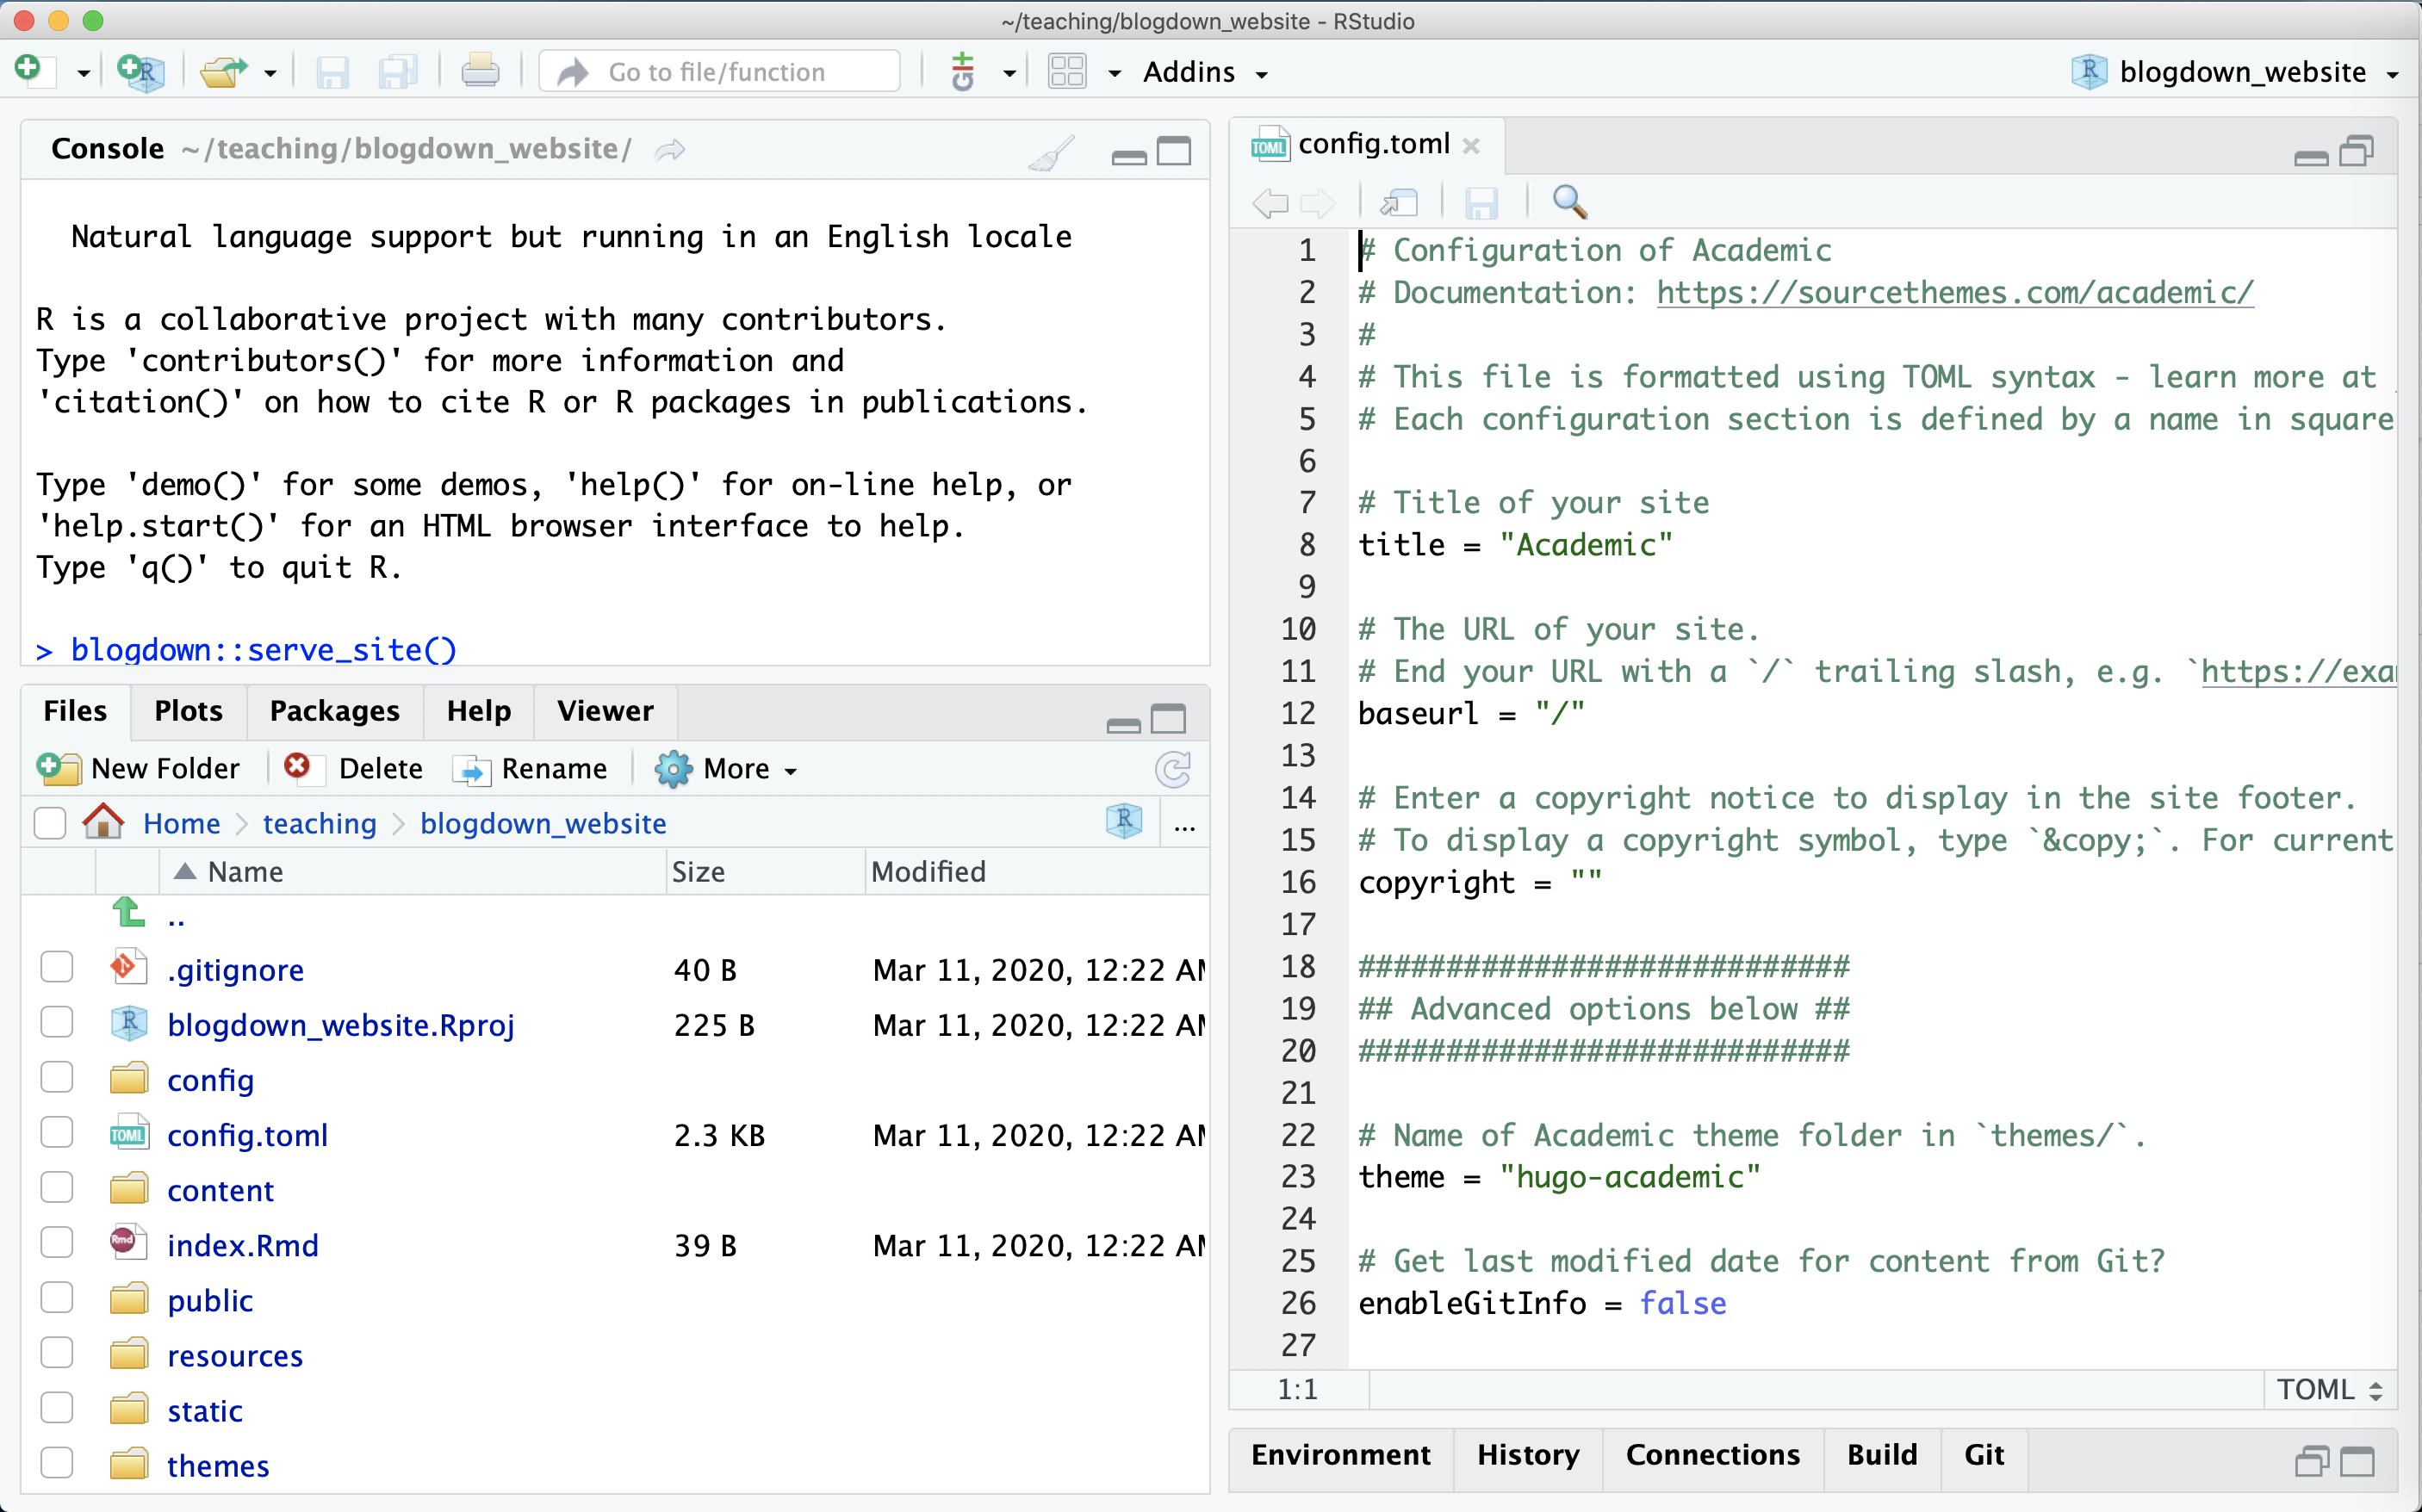 ~/teaching/blogdown_website - RStudio
Go to file/function
Addins
blogdown_website
Console ~/teaching/blogdown_website/
Natural language support but running in an English locale
R is a collaborative project with many contributors.
Type 'contributors()' for more information and
'citation()' on how to cite R or R packages in publications.
Type 'demo()' for some demos, 'help()' for on-line help, or
'help.start()' for an HTML browser interface to help.
Type 'q()' to quit R.
> blogdown::serve_site()
Files Plots Packages Help Viewer
New Folder Delete Rename More
Home teaching blogdown_website ...
Name Size Modified
..
.gitignore 40 B Mar 11, 2020, 12:22
blogdown_website.Rproj 225 B Mar 11, 2020, 12:22
config
TOML config.toml 2.3 KB Mar 11, 2020, 12:22
content
Rmd index.Rmd 39 B Mar 11, 2020, 12:22
public
resources
static
themes
TOML config.toml
1 # Configuration of Academic
2 # Documentation: https://sourcethemes.com/academic/
3 #
4 # This file is formatted using TOML syntax - learn more at
5 # Each configuration section is defined by a name in square
6
7 # Title of your site
8 title = "Academic"
9
10 # The URL of your site.
11 # End your URL with a `/` trailing slash, e.g. `https://exa
12 baseurl = "/"
13
14 # Enter a copyright notice to display in the site footer.
15 # To display a copyright symbol, type `&copy;`. For current
16 copyright = ""
17
18 ############################
19 ## Advanced options below ##
20 ############################
21
22 # Name of Academic theme folder in `themes/`.
23 theme = "hugo-academic"
24
25 # Get last modified date for content from Git?
26 enableGitInfo = false
27
1:1 TOML
Environment History Connections Build Git